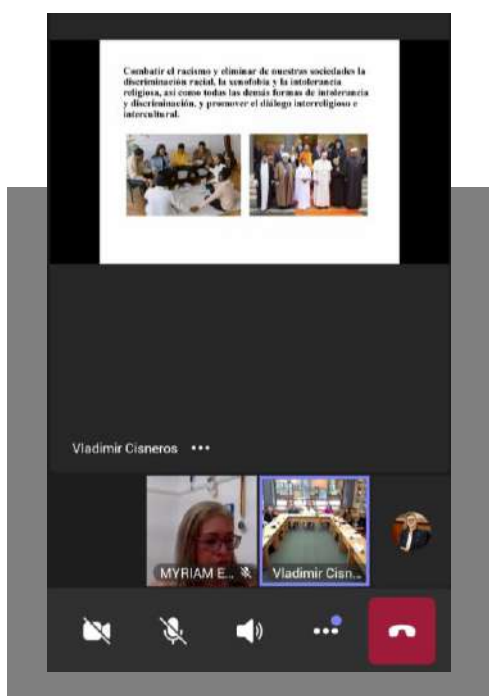 Combatir el racismo y eliminar de nuestras sociedades la
discriminación racial, la xenofobia y la intolerancia
religiosa, así como todas las demás formas de intolerancia
y discriminación, y promover el diálogo interreligioso e
intercultural.
Vladimir Cisneros
MYRIAM E...
Vladimir Cisn...